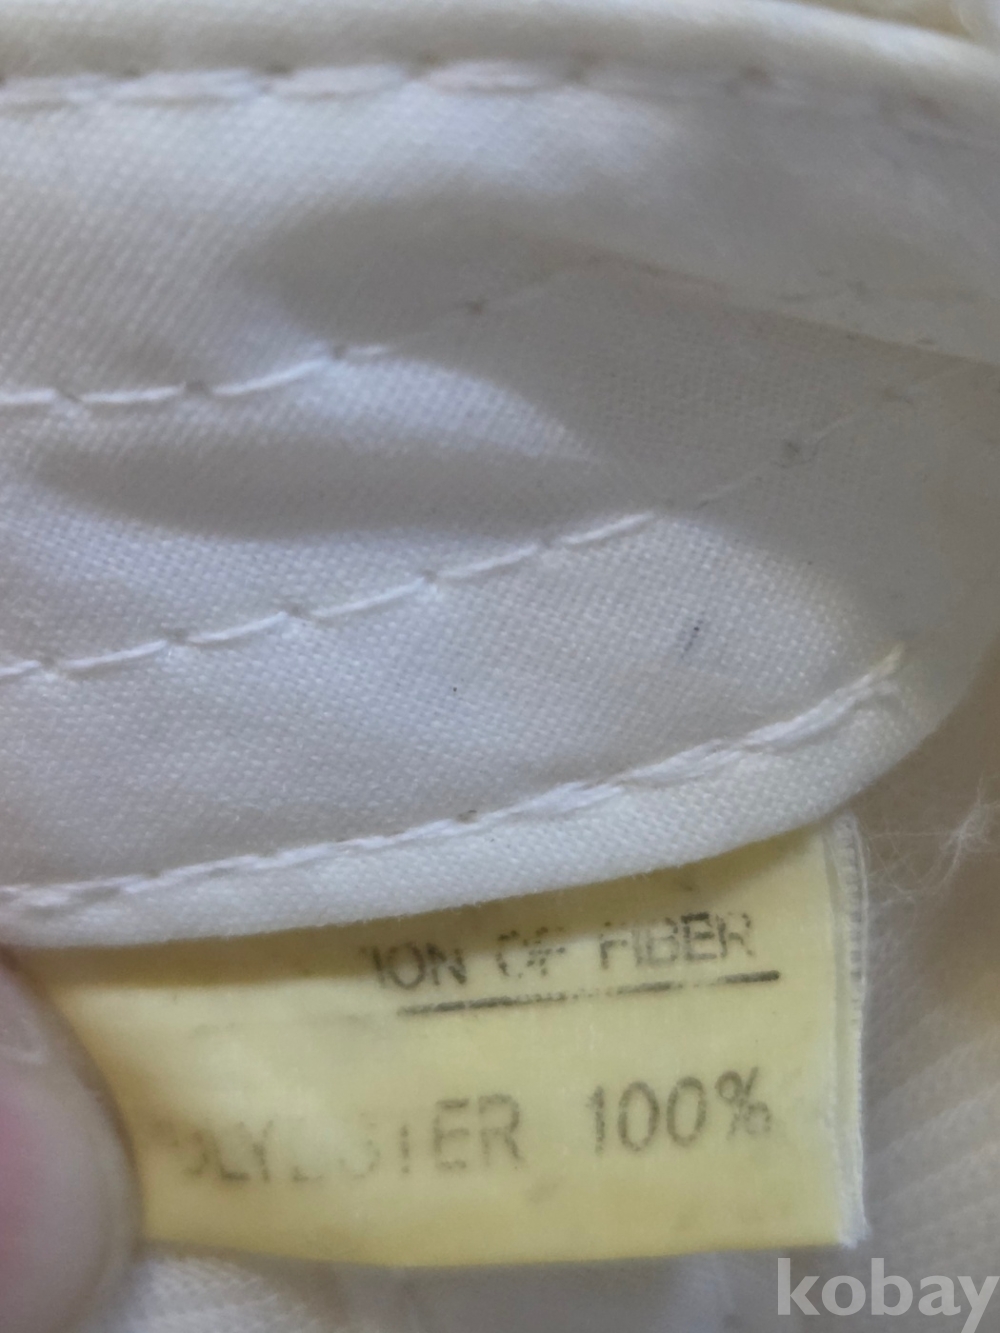 ION OF FIBER
POLYESTER 100%
kobay